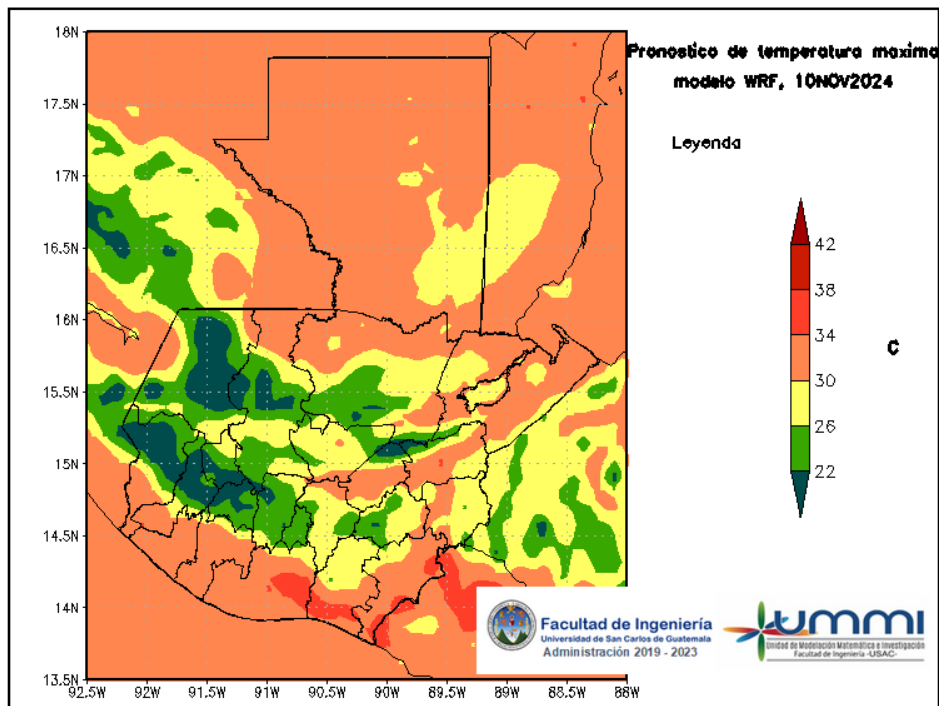 Pronostico de temperatura maxima
modelo WRF, 10NOV2024
Leyenda
18N
17.5N
17N
16.5N
16N
15.5N
15N
14.5N
14N
13.5N
92.5W 92W 91.5W 91W 90.5W 90W 89.5W 89W 88.5W 88W
42
38
34
30
26
22
C
Facultad de Ingeniería
Universidad de San Carlos de Guatemala
Administración 2019 - 2023
ummi
Unidad de Modelación Matemática e Investigación
Facultad de Ingeniería -USAC-